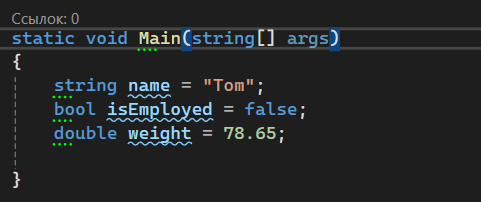 Ссылок: 0
static void Main(string[] args)
{
string name = "Tom";
bool isEmployed = false;
double weight = 78.65;
}